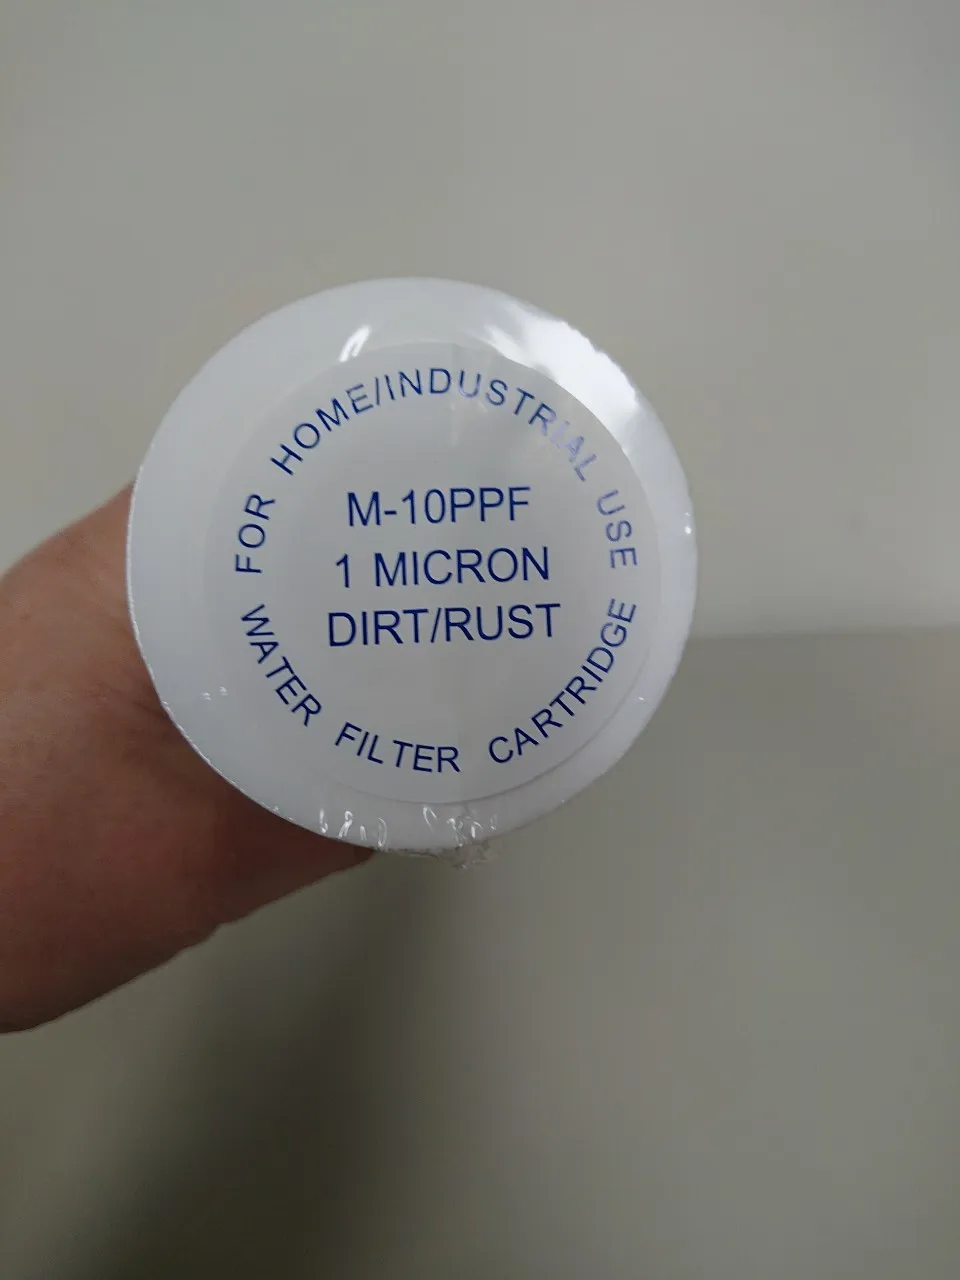 FOR HOME/INDUSTRIAL USE
M-10PPF
1 MICRON
DIRT/RUST
WATER FILTER CARTRIDGE